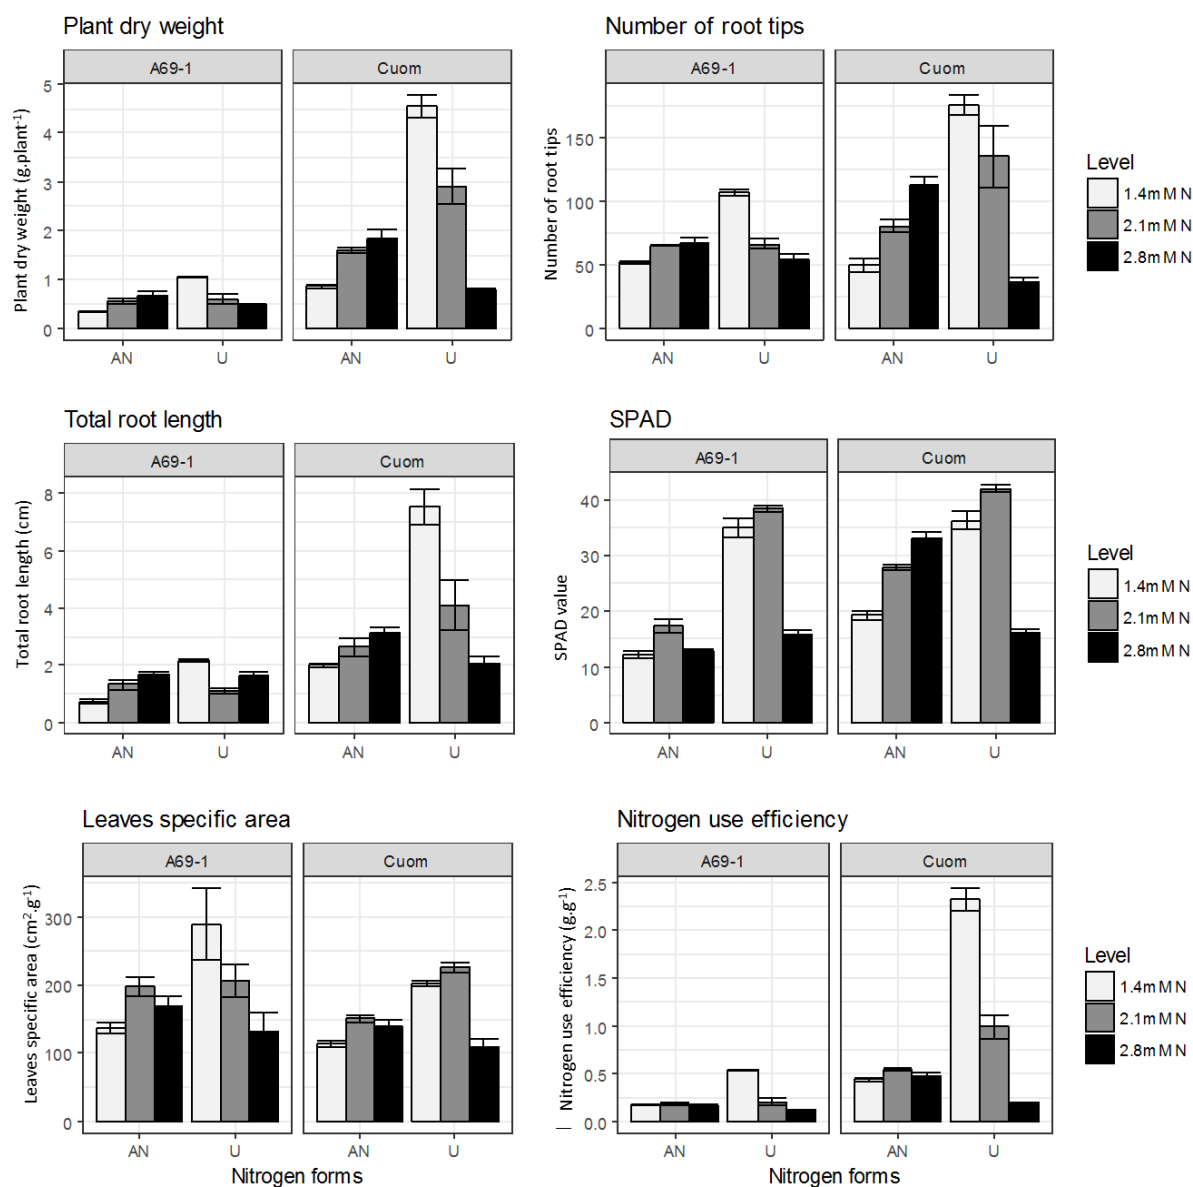 Plant dry weight
A69-1
Cuom
Plant dry weight (g.plant⁻¹)
5
4
3
2
1
0
AN
U
AN
U
Number of root tips
A69-1
Cuom
Number of root tips
150
100
50
0
AN
U
AN
U
Level
1.4mM N
2.1mM N
2.8mM N
Total root length
A69-1
Cuom
Total root length (cm)
8
6
4
2
0
AN
U
AN
U
SPAD
A69-1
Cuom
SPAD value
40
30
20
10
0
AN
U
AN
U
Level
1.4mM N
2.1mM N
2.8mM N
Leaves specific area
A69-1
Cuom
Leaves specific area (cm².g⁻¹)
300
200
100
0
AN
U
AN
U
Nitrogen forms
Nitrogen use efficiency
A69-1
Cuom
Nitrogen use efficiency (g.g⁻¹)
2.5
2.0
1.5
1.0
0.5
0.0
AN
U
AN
U
Nitrogen forms
Level
1.4mM N
2.1mM N
2.8mM N